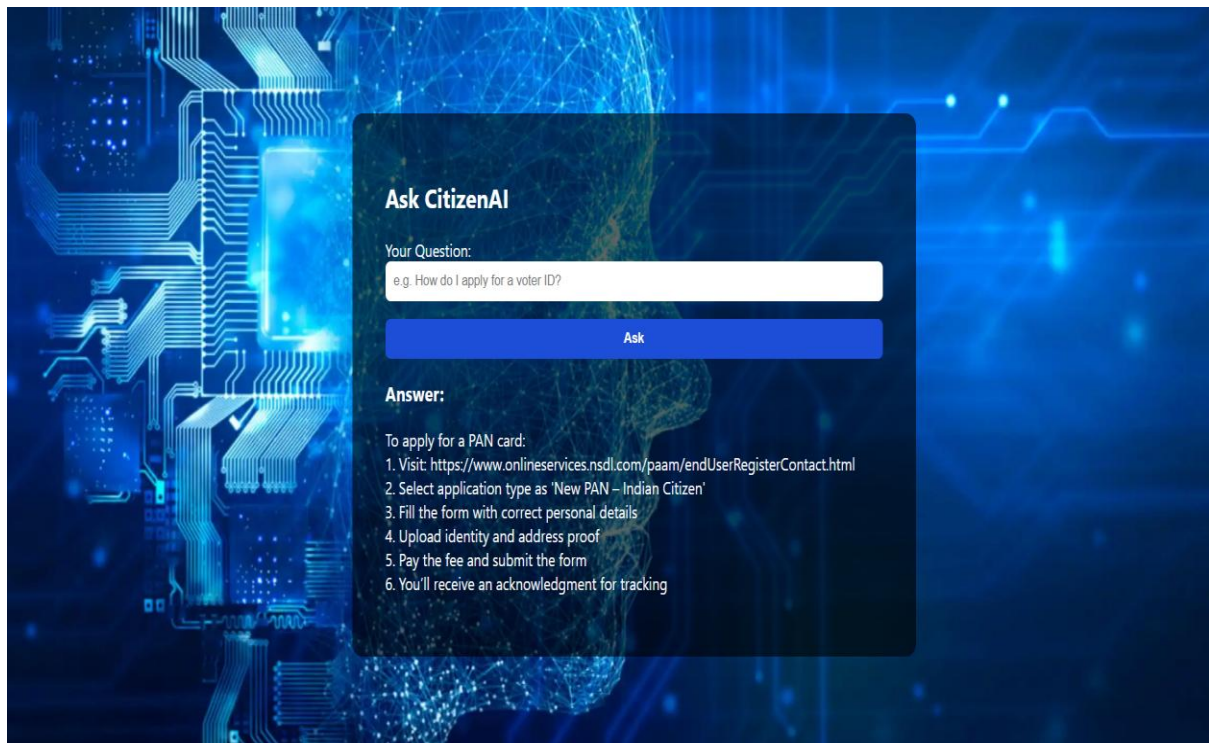 Ask CitizenAI
Your Question:
e.g. How do I apply for a voter ID?
Ask
Answer:
To apply for a PAN card:
1. Visit: https://www.onlineservices.nsdl.com/paam/endUserRegisterContact.html
2. Select application type as 'New PAN – Indian Citizen'
3. Fill the form with correct personal details
4. Upload identity and address proof
5. Pay the fee and submit the form
6. You’ll receive an acknowledgment for tracking